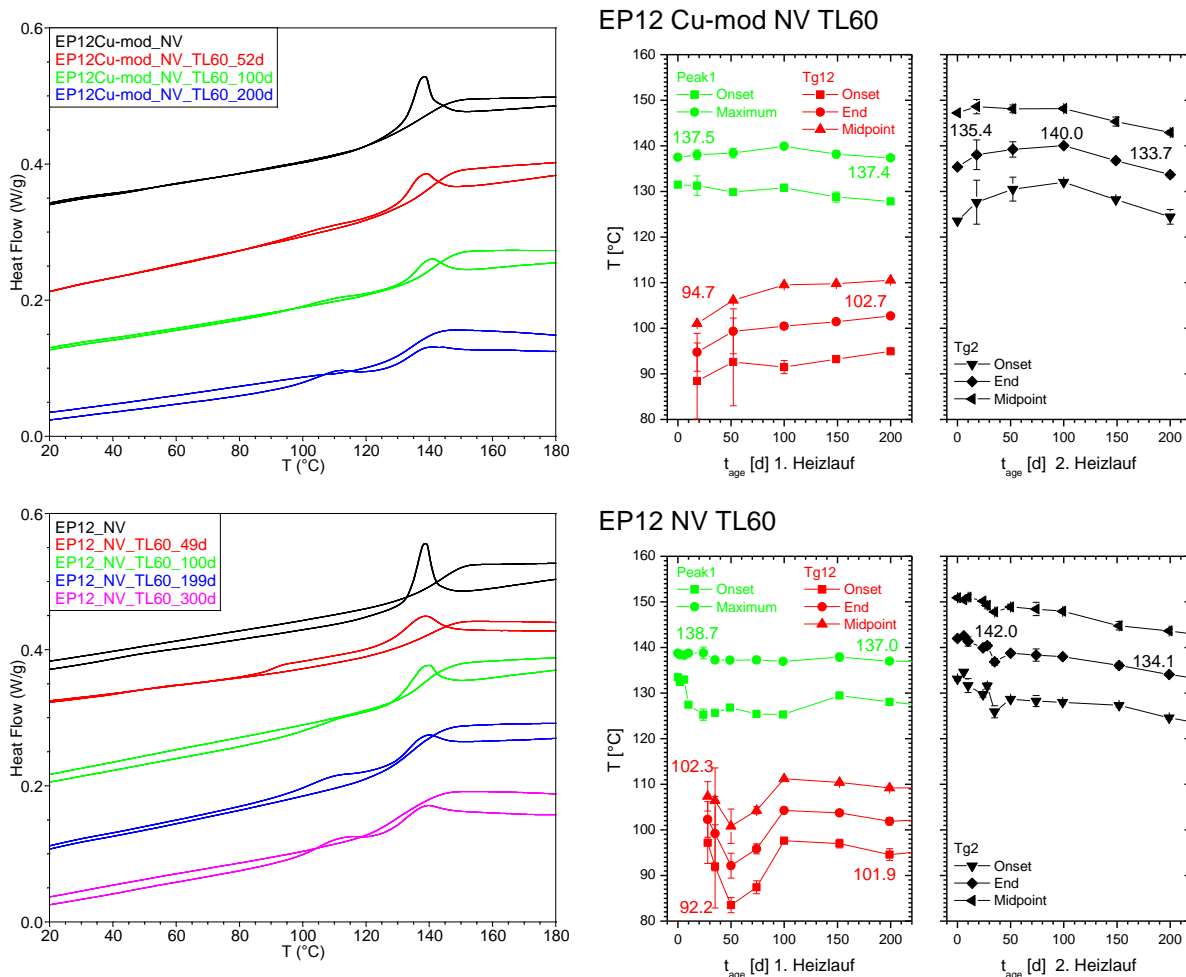 EP12 Cu-mod NV TL60
0.6
0.4
0.2
0.0
Heat Flow (W/g)
EP12Cu-mod_NV
EP12Cu-mod_NV_TL60_52d
EP12Cu-mod_NV_TL60_100d
EP12Cu-mod_NV_TL60_200d
20 40 60 80 100 120 140 160 180
T (°C)
160
150
140
130
120
110
100
90
80
T [°C]
Peak1
Onset
Maximum
Tg12
Onset
End
Midpoint
137.5
137.4
94.7
102.7
0 50 100 150 200
t_age [d] 1. Heizlauf
135.4
140.0
133.7
Tg2
Onset
End
Midpoint
0 50 100 150 200
t_age [d] 2. Heizlauf
EP12 NV TL60
0.6
0.4
0.2
0.0
Heat Flow (W/g)
EP12_NV
EP12_NV_TL60_49d
EP12_NV_TL60_100d
EP12_NV_TL60_199d
EP12_NV_TL60_300d
20 40 60 80 100 120 140 160 180
T (°C)
160
150
140
130
120
110
100
90
80
T [°C]
Peak1
Onset
Maximum
Tg12
Onset
End
Midpoint
138.7
137.0
102.3
92.2
101.9
0 50 100 150 200
t_age [d] 1. Heizlauf
142.0
134.1
Tg2
Onset
End
Midpoint
0 50 100 150 200
t_age [d] 2. Heizlauf